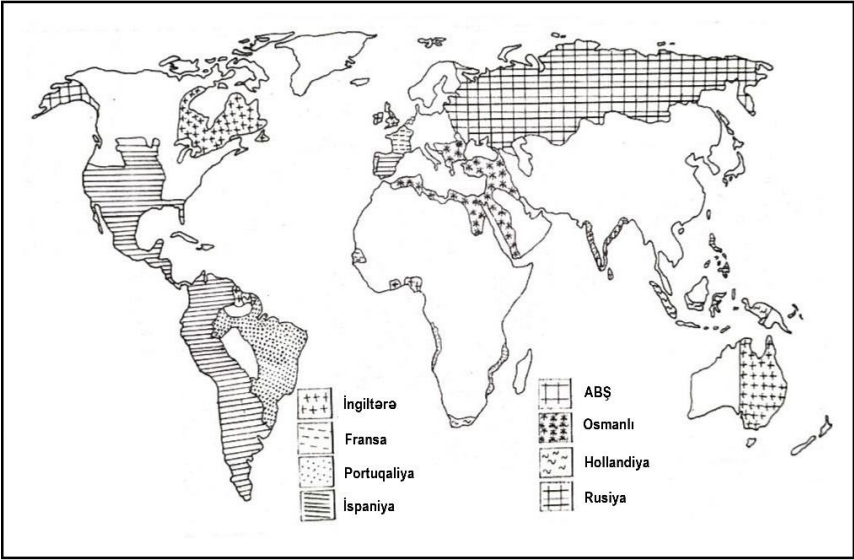 İngiltərə
Fransa
Portuqaliya
İspaniya
ABŞ
Osmanlı
Hollandiya
Rusiya